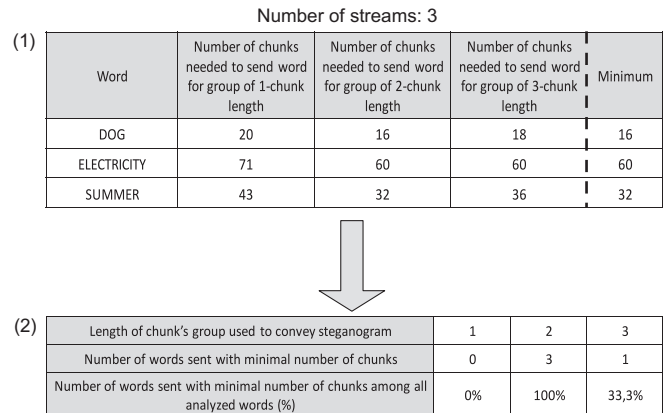 Number of streams: 3
(1)
Word
Number of chunks
needed to send word
for group of 1-chunk
length
Number of chunks
needed to send word
for group of 2-chunk
length
Number of chunks
needed to send word
for group of 3-chunk
length
Minimum
DOG 20 16 18 16
ELECTRICITY 71 60 60 60
SUMMER 43 32 36 32
(2)
Length of chunk's group used to convey steganogram 1 2 3
Number of words sent with minimal number of chunks 0 3 1
Number of words sent with minimal number of chunks among all
analyzed words (%)
0% 100% 33,3%